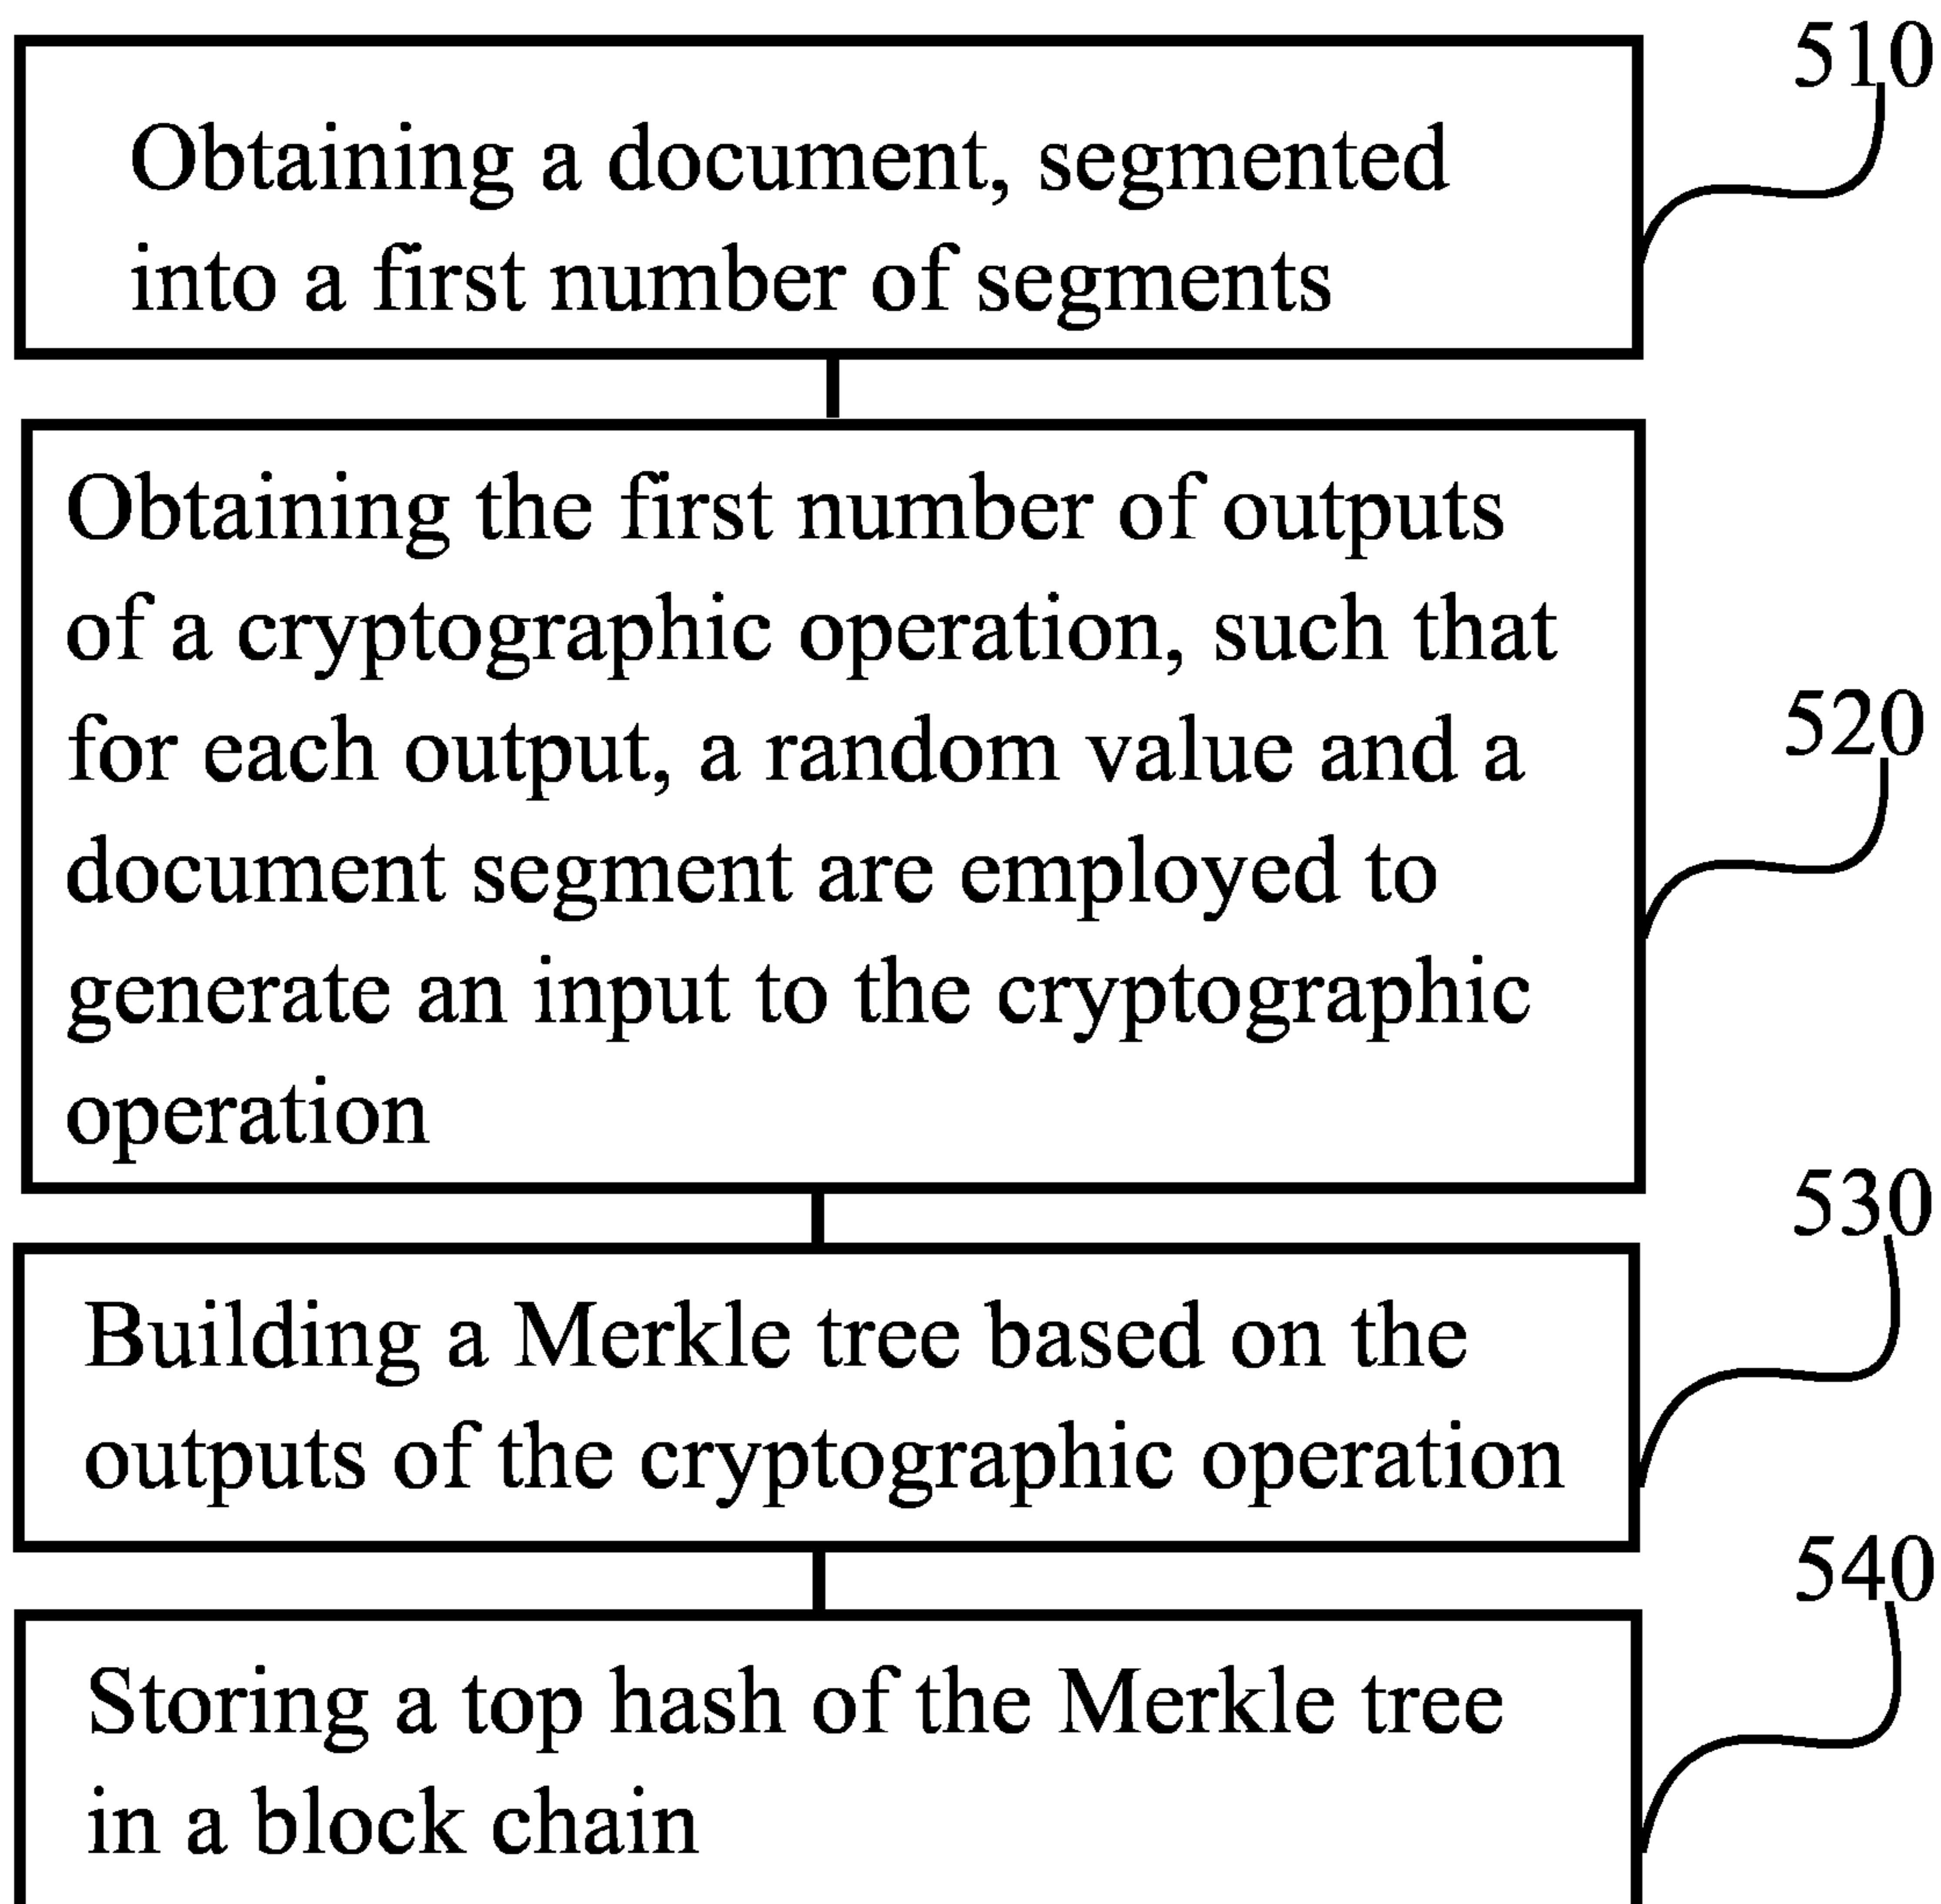 510
Obtaining a document, segmented
into a first number of segments
Obtaining the first number of outputs
of a cryptographic operation, such that
for each output, a random value and a
document segment are employed to
generate an input to the cryptographic
operation
520
530
Building a Merkle tree based on the
outputs of the cryptographic operation
540
Storing a top hash of the Merkle tree
in a block chain